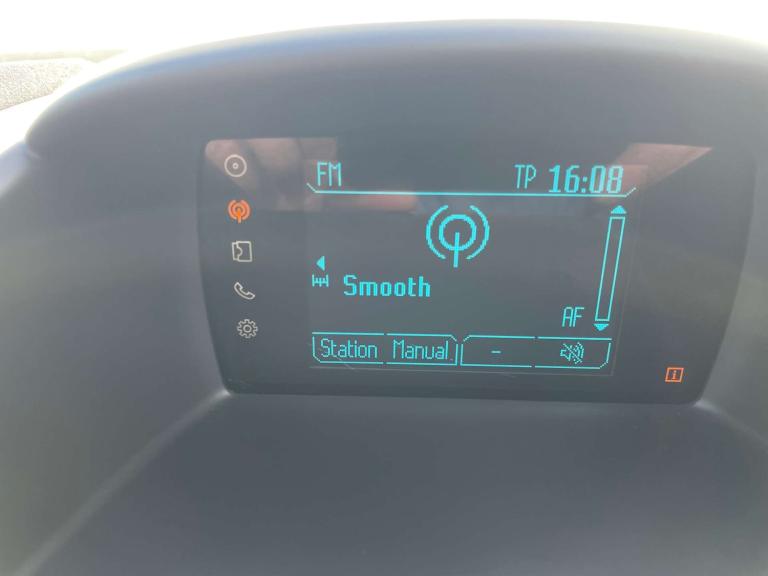 FM TP 16:08
Smooth
AF
Station Manual -
i